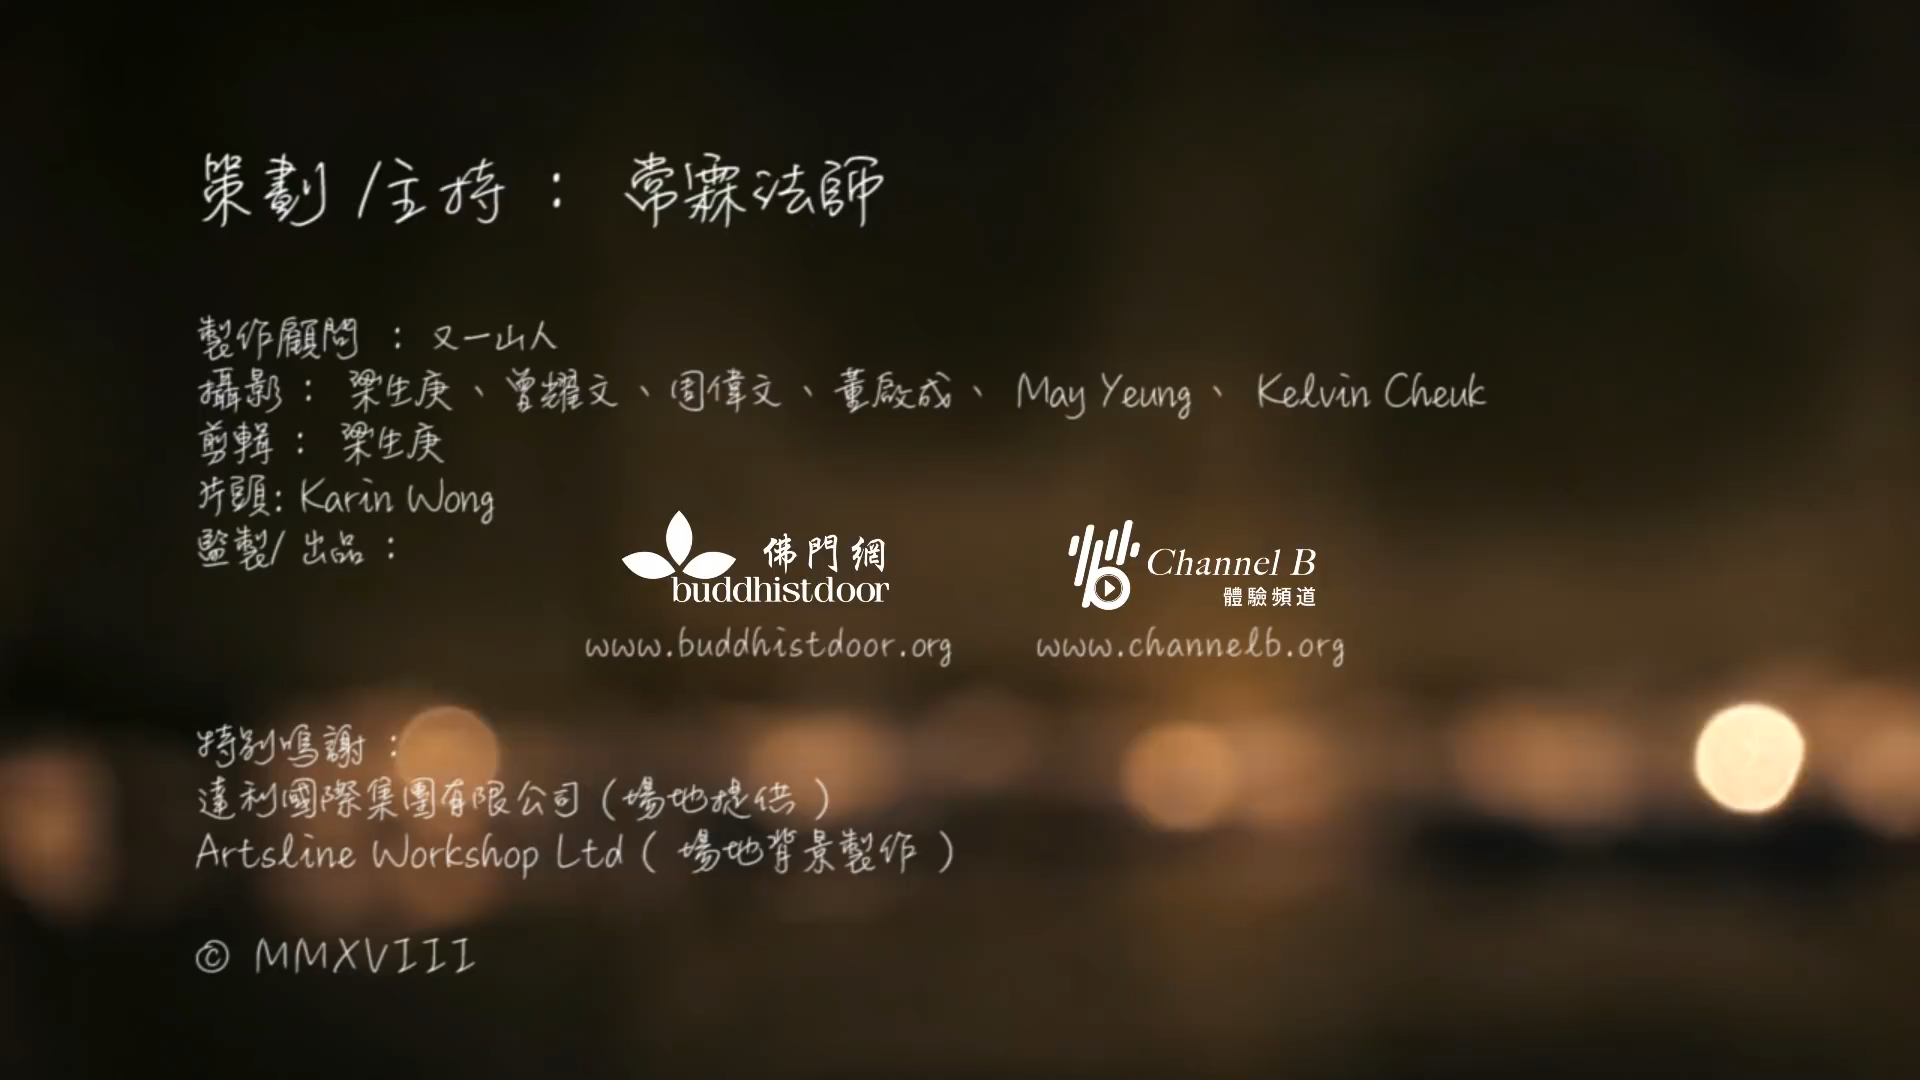 策劃 /主持 : 常霖法師
製作顧問 : 又一山人
攝影 : 梁生庚、曾耀文、周偉文、董啟成、 May Yeung、 Kelvin Cheuk
剪輯 : 梁生庚
片頭: Karin Wong
監製/ 出品 :
佛門網
buddhistdoor
www.buddhistdoor.org
Channel B
體驗頻道
www.channelb.org
特別鳴謝 :
達利國際集團有限公司 ( 場地提供 )
Artsline Workshop Ltd ( 場地背景製作 )
© MMXVIII